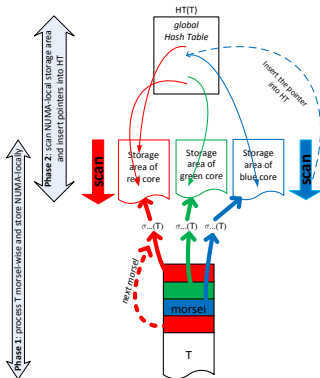 HT(T)
global
Hash Table
Phase 2: scan NUMA-local storage area
and insert pointers into HT
Insert the pointer
into HT
scan
Storage
area of
red core
Storage
area of
green core
Storage
area of
blue core
scan
Phase 1: process T morsel-wise and store NUMA-locally
σ...(T)
σ...(T)
σ...(T)
next morsel
morsel
T